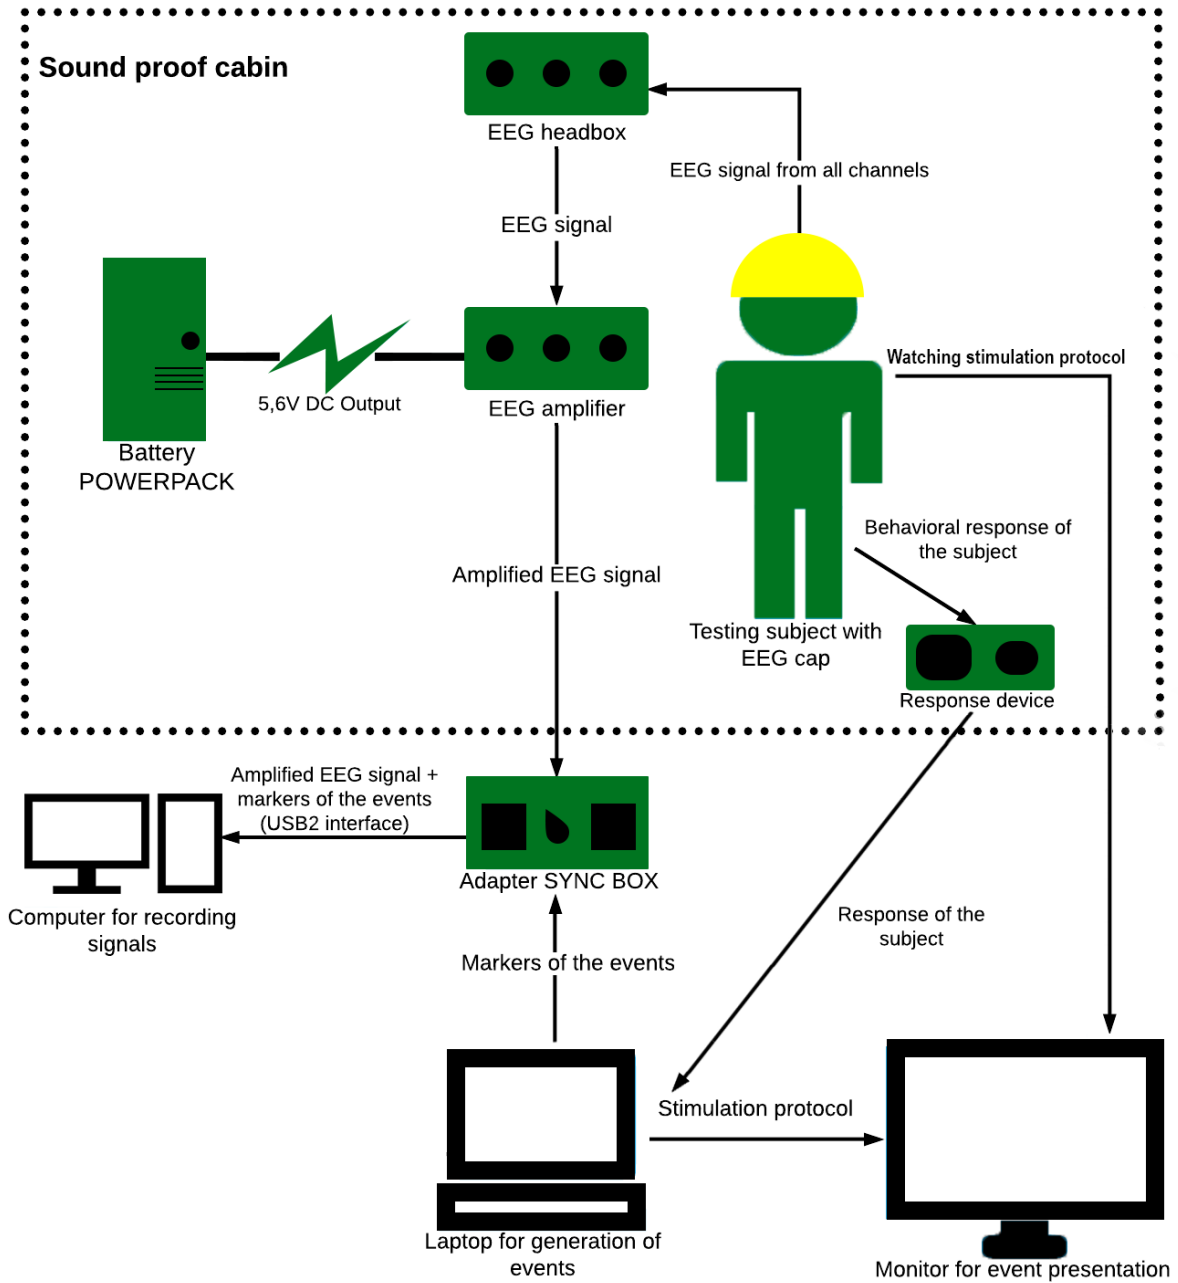 Sound proof cabin
EEG headbox
EEG signal from all channels
EEG signal
Watching stimulation protocol
5,6V DC Output
EEG amplifier
Battery
POWERPACK
Behavioral response of
the subject
Amplified EEG signal
Testing subject with
EEG cap
Response device
Amplified EEG signal +
markers of the events
(USB2 interface)
Adapter SYNC BOX
Computer for recording
signals
Response of the
subject
Markers of the events
Stimulation protocol
Laptop for generation of
events
Monitor for event presentation